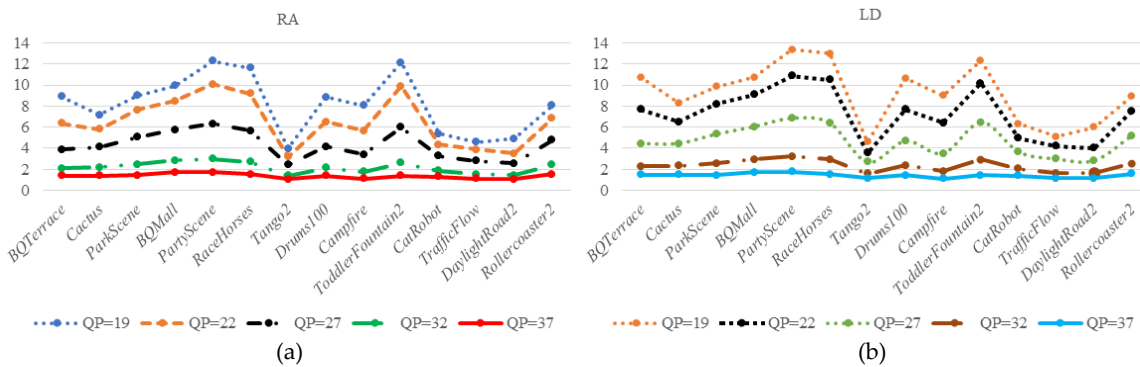 RA
14
12
10
8
6
4
2
0
BQTerrace
Cactus
ParkScene
BQMall
PartyScene
RaceHorses
Tango2
Drums100
Campfire
ToddlerFountain2
CatRobot
TrafficFlow
DaylightRoad2
Rollercoaster2
QP=19 QP=22 QP=27 QP=32 QP=37
(a)
LD
14
12
10
8
6
4
2
0
BQTerrace
Cactus
ParkScene
BQMall
PartyScene
RaceHorses
Tango2
Drums100
Campfire
ToddlerFountain2
CatRobot
TrafficFlow
DaylightRoad2
Rollercoaster2
QP=19 QP=22 QP=27 QP=32 QP=37
(b)